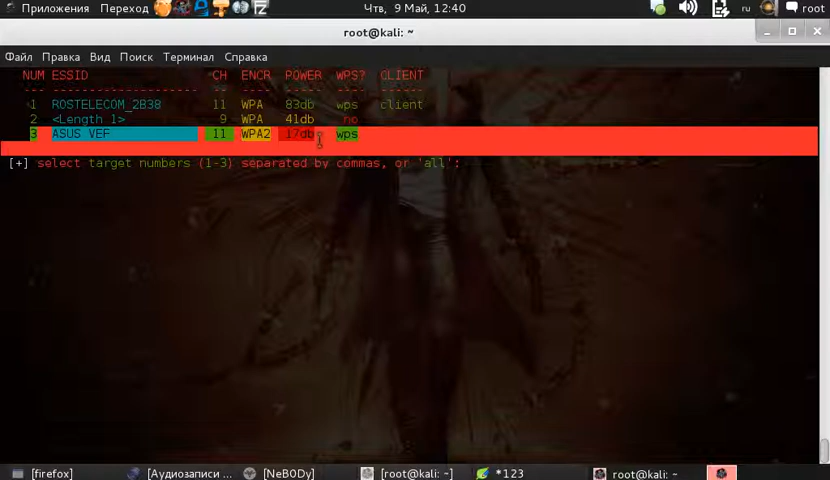 Приложения Переход Чтв, 9 Май, 12:40 ru root
root@kali: ~
Файл Правка Вид Поиск Терминал Справка
NUM ESSID CH ENCR POWER WPS? CLIENT
--- -------------------- -- ---- ----- ---- ------
1 ROSTELECOM_2B38 11 WPA 83db wps client
2 <Length 1> 9 WPA 41db no
3 ASUS VEF 11 WPA2 17db wps
[+] select target numbers (1-3) separated by commas, or 'all':
[firefox] [Аудиозаписи ... [NeB0Dy] [root@kali: ~] *123 root@kali: ~